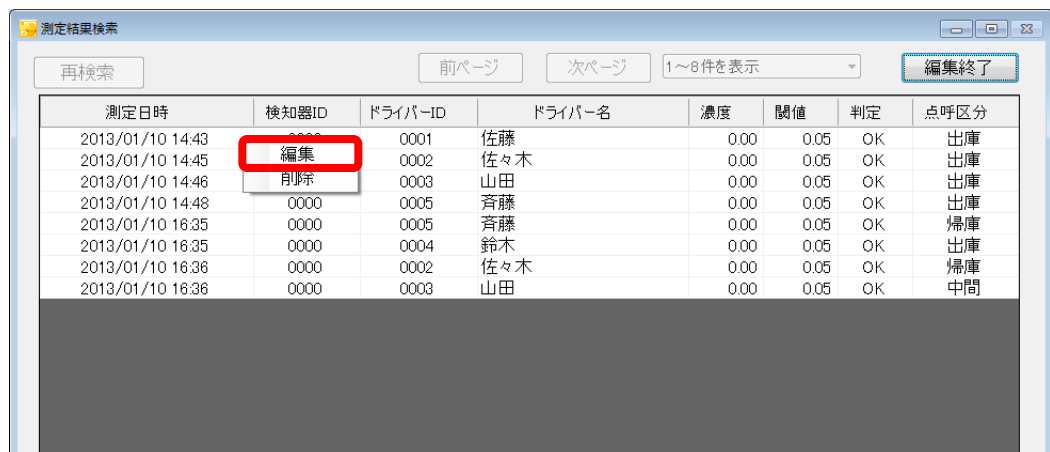 測定結果検索
再検索 前ページ 次ページ 1～8件を表示 編集終了
測定日時 検知器ID ドライバーID ドライバー名 濃度 閾値 判定 点呼区分
2013/01/10 14:43 0001 佐藤 0.00 0.05 OK 出庫
編集
2013/01/10 14:45 0002 佐々木 0.00 0.05 OK 出庫
削除
2013/01/10 14:46 0003 山田 0.00 0.05 OK 出庫
2013/01/10 14:48 0000 0005 斉藤 0.00 0.05 OK 出庫
2013/01/10 16:35 0000 0005 斉藤 0.00 0.05 OK 帰庫
2013/01/10 16:35 0000 0004 鈴木 0.00 0.05 OK 出庫
2013/01/10 16:36 0000 0002 佐々木 0.00 0.05 OK 帰庫
2013/01/10 16:36 0000 0003 山田 0.00 0.05 OK 中間